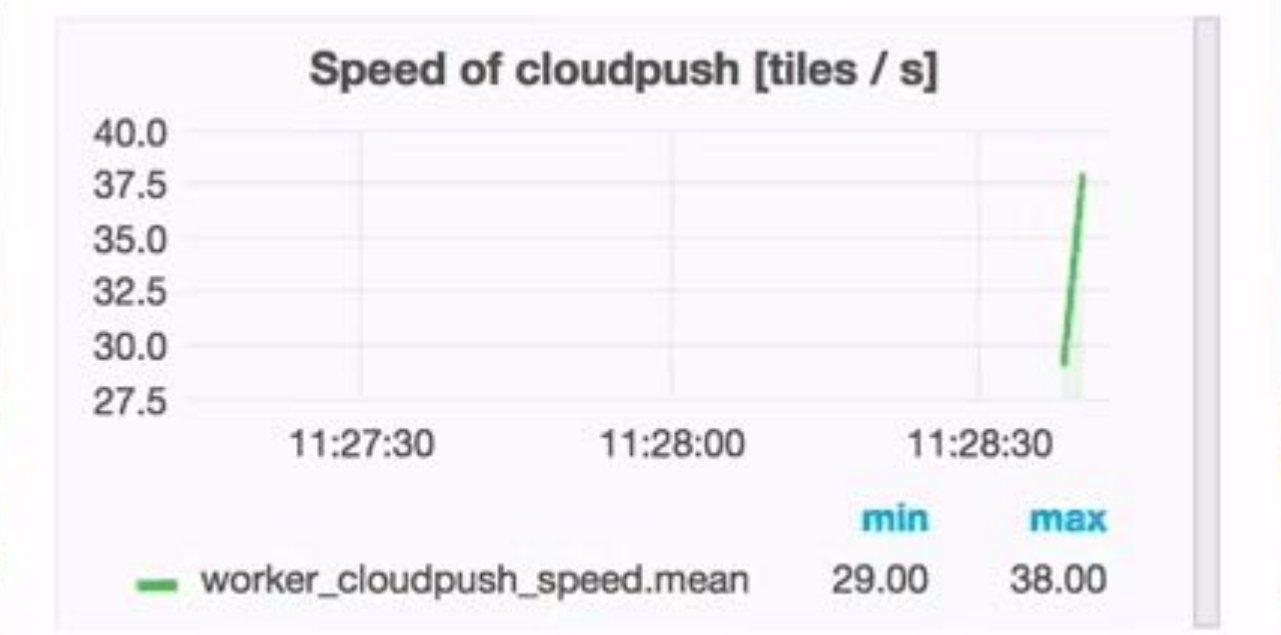 Speed of cloudpush [tiles / s]
40.0
37.5
35.0
32.5
30.0
27.5
11:27:30 11:28:00 11:28:30
min max
worker_cloudpush_speed.mean 29.00 38.00